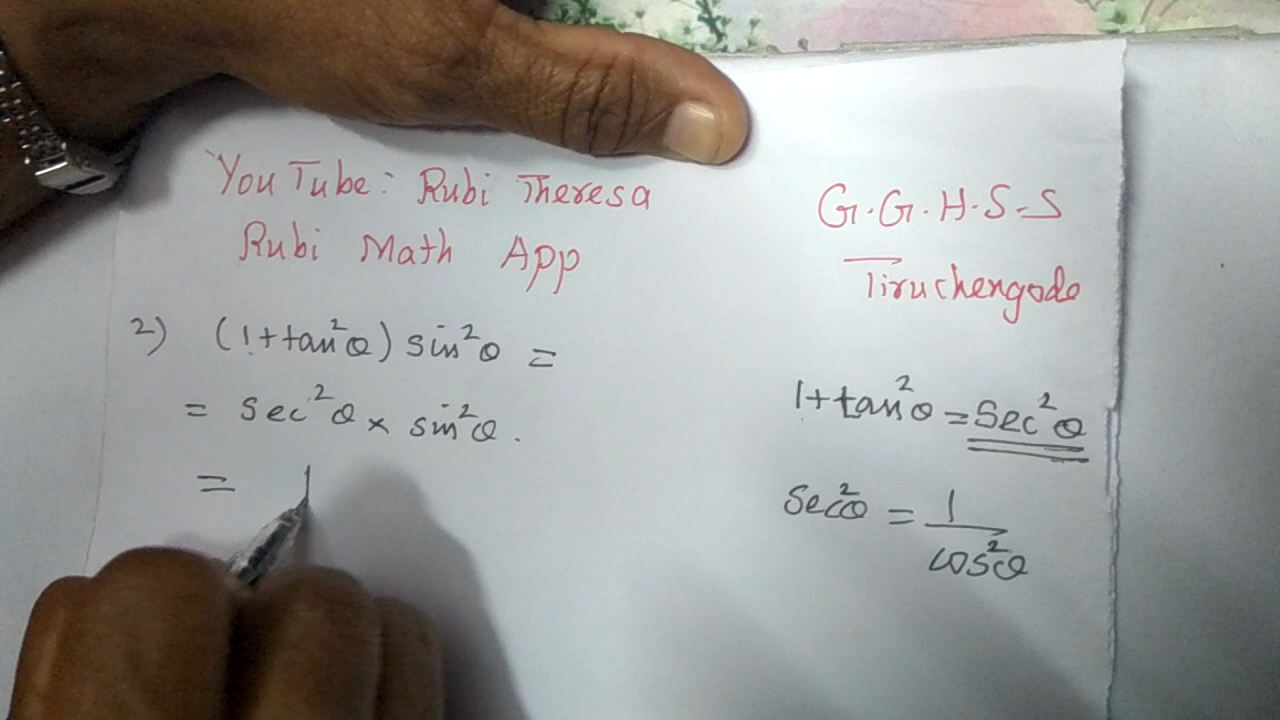 YouTube: Rubi Theresa
Rubi Math App
G.G.H.S.S
Tiruchengode
2) (1+tan²θ) sin²θ =
= sec²θ × sin²θ.
= 1
1+tan²θ = Sec²θ
Sec²θ = 1
cos²θ